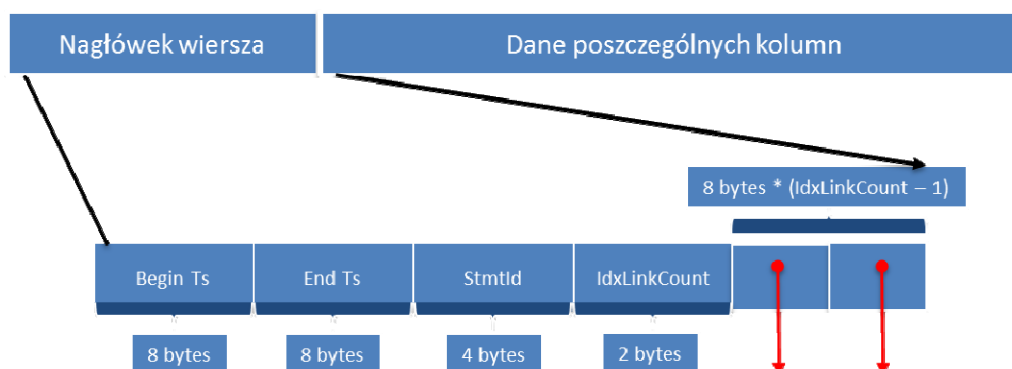 Nagłówek wiersza
Dane poszczególnych kolumn
8 bytes * (IdxLinkCount – 1)
Begin Ts
End Ts
StmtId
IdxLinkCount
8 bytes
8 bytes
4 bytes
2 bytes